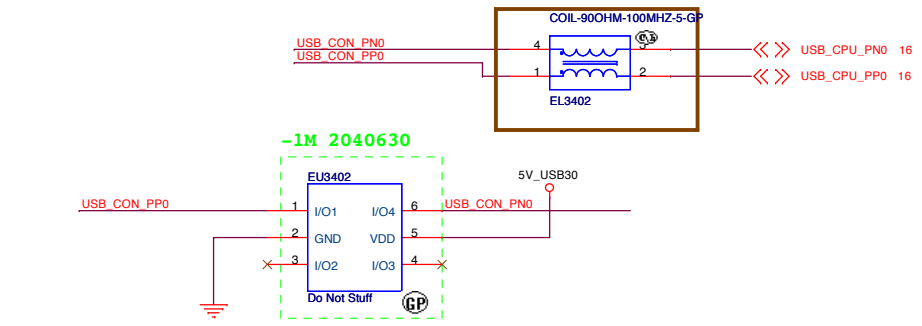 COIL-90OHM-100MHZ-5-GP
USB_CON_PN0
4
3
USB_CPU_PN0 16
USB_CON_PP0
1
2
USB_CPU_PP0 16
EL3402
-1M 2040630
EU3402
5V_USB30
USB_CON_PP0
1
I/O1
I/O4
6
USB_CON_PN0
2
GND
VDD
5
3
I/O2
I/O3
4
Do Not Stuff
GP